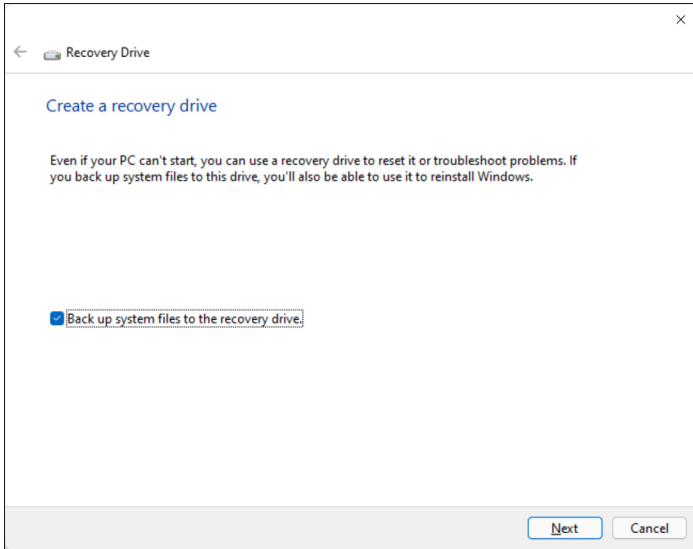 Recovery Drive
Create a recovery drive
Even if your PC can't start, you can use a recovery drive to reset it or troubleshoot problems. If
you back up system files to this drive, you'll also be able to use it to reinstall Windows.
Back up system files to the recovery drive.
Next Cancel